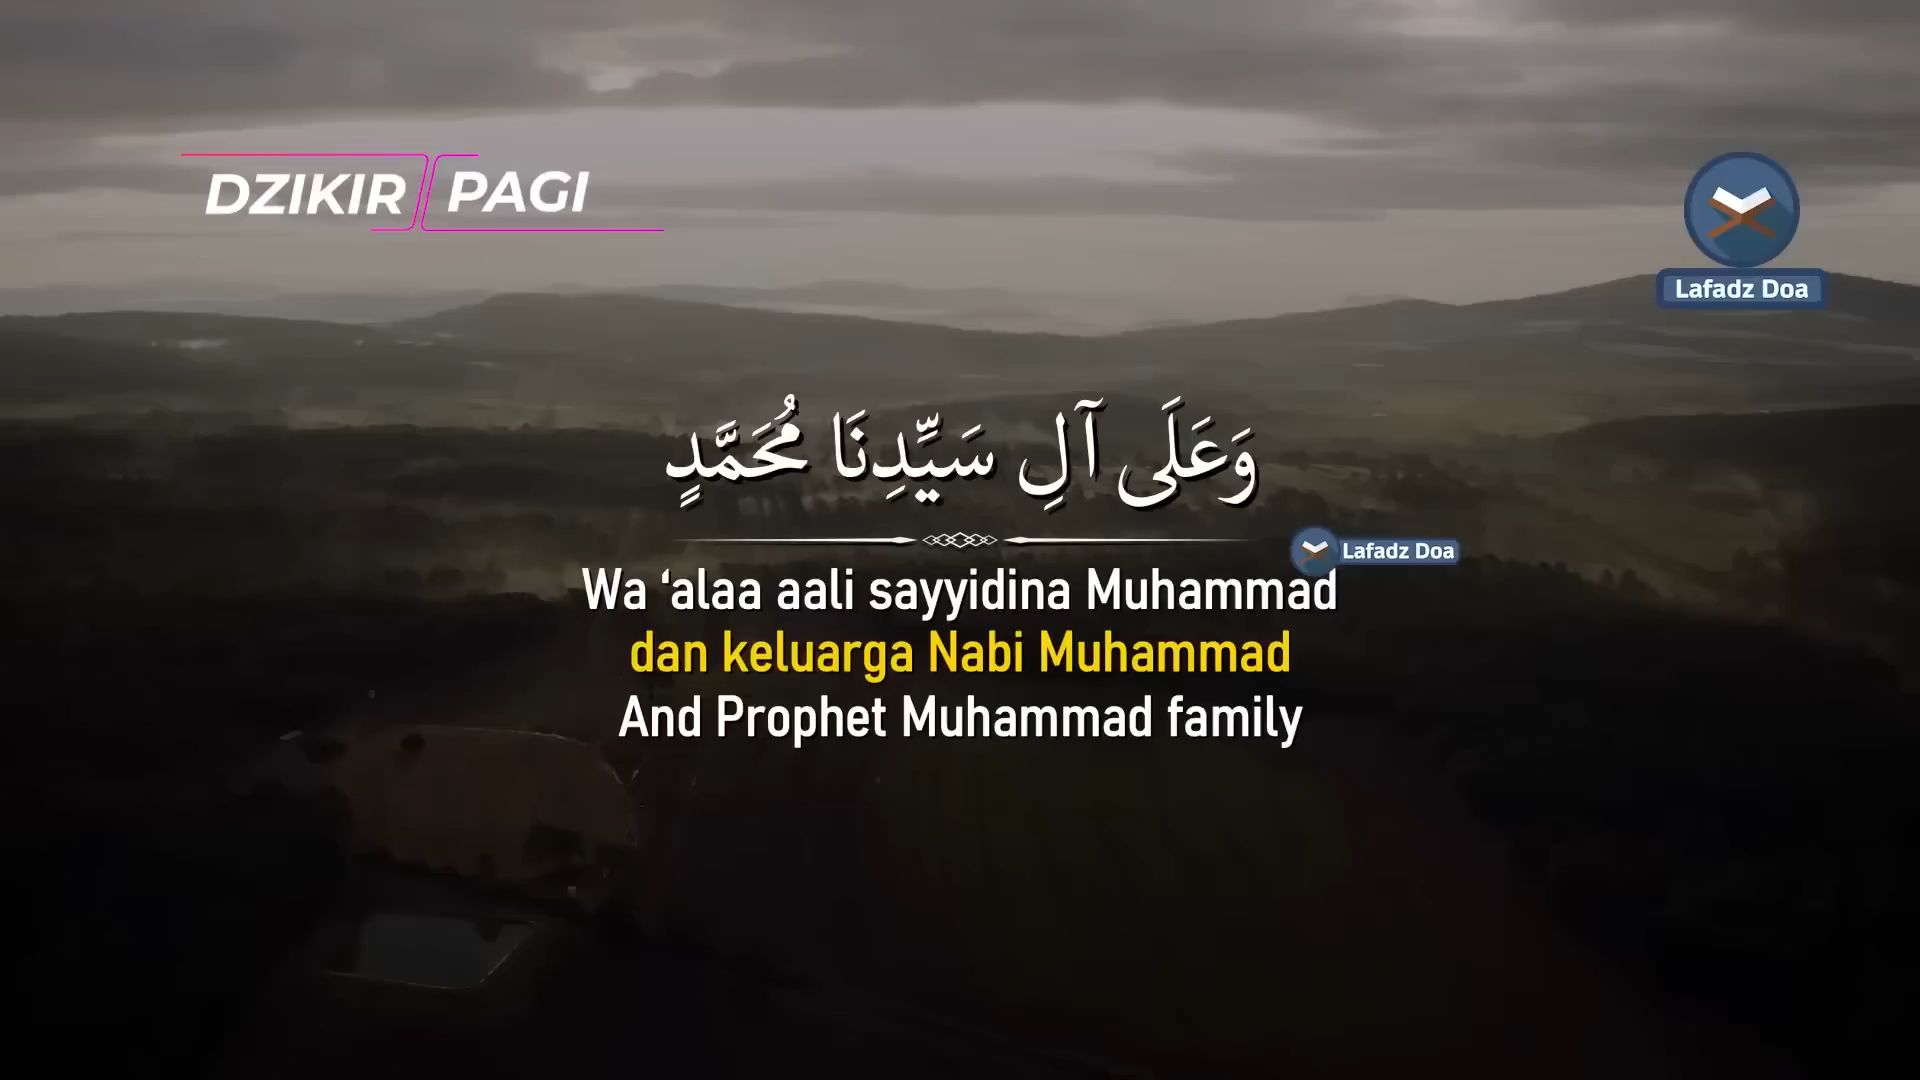 DZIKIR PAGI
Lafadz Doa
وَعَلَى آلِ سَيِّدِنَا مُحَمَّدٍ
Lafadz Doa
Wa ‘alaa aali sayyidina Muhammad
dan keluarga Nabi Muhammad
And Prophet Muhammad family